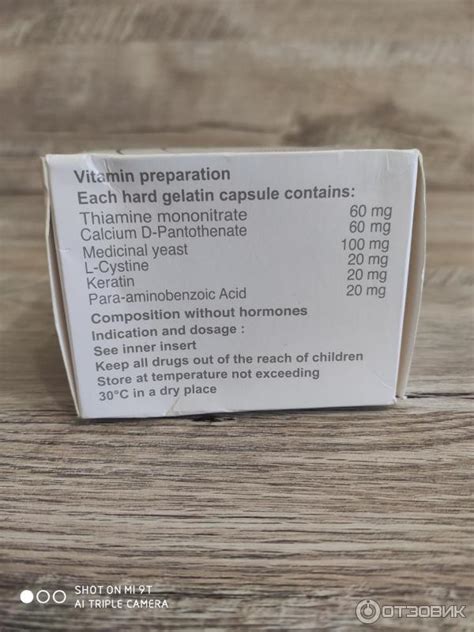 Vitamin preparation
Each hard gelatin capsule contains:
Thiamine mononitrate 60 mg
Calcium D-Pantothenate 60 mg
Medicinal yeast 100 mg
L-Cystine 20 mg
Keratin 20 mg
Para-aminobenzoic Acid 20 mg
Composition without hormones
Indication and dosage :
See inner insert
Keep all drugs out of the reach of children
Store at temperature not exceeding
30°C in a dry place
SHOT ON MI 9T
AI TRIPLE CAMERA
ОТЗОВИК